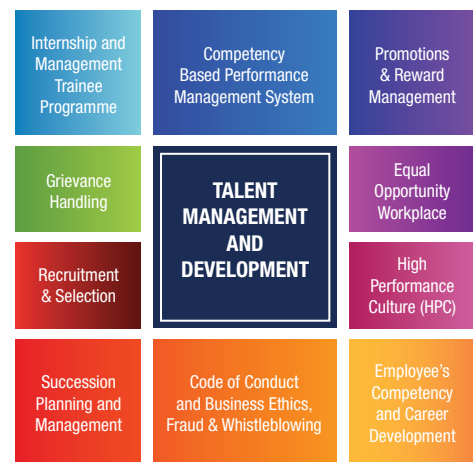 Internship and
Management
Trainee
Programme
Competency
Based Performance
Management System
Promotions
& Reward
Management
Grievance
Handling
TALENT
MANAGEMENT
AND
DEVELOPMENT
Equal
Opportunity
Workplace
Recruitment
& Selection
High
Performance
Culture (HPC)
Succession
Planning and
Management
Code of Conduct
and Business Ethics,
Fraud & Whistleblowing
Employee's
Competency
and Career
Development